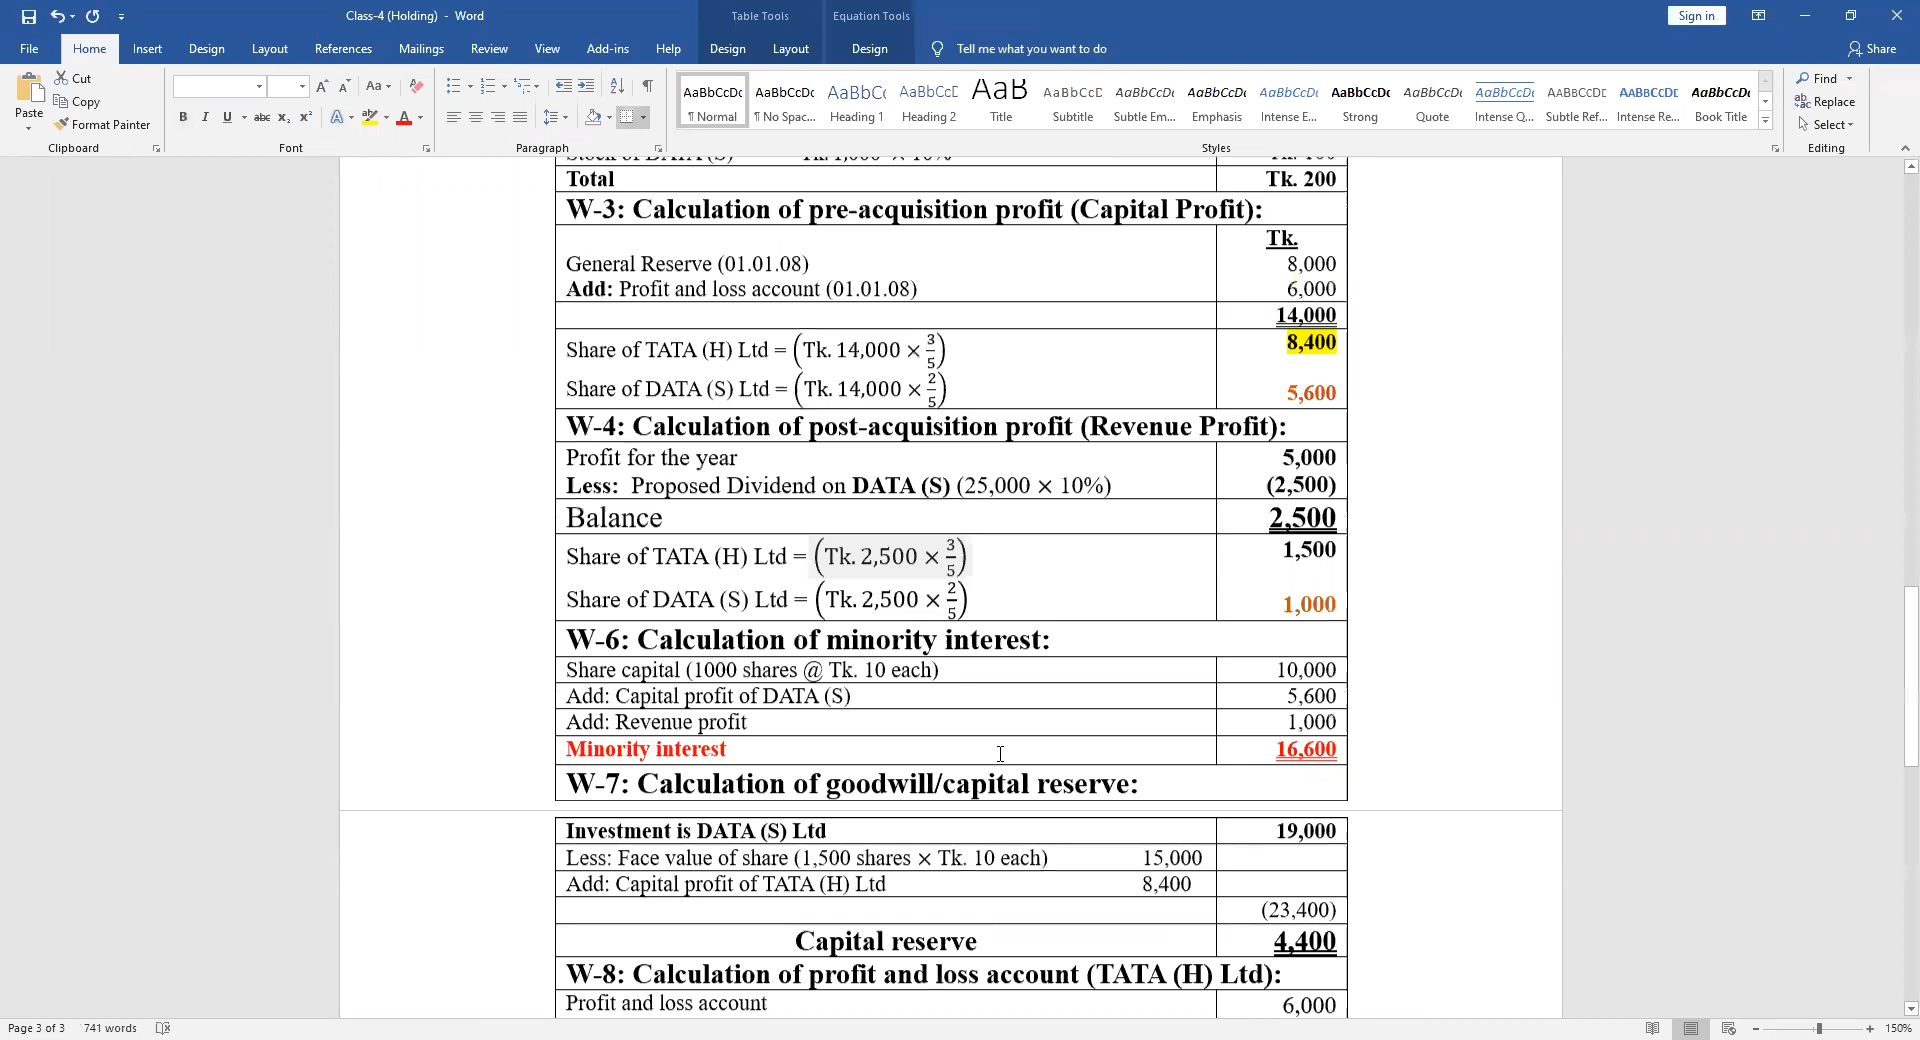 Class-4 (Holding) - Word
Table Tools
Equation Tools
Sign in
File
Home
Insert
Design
Layout
References
Mailings
Review
View
Add-ins
Help
Design
Layout
Design
Tell me what you want to do
Share
Paste
Cut
Copy
Format Painter
Clipboard
Font
Paragraph
AaBbCcDc
¶ Normal
AaBbCcDc
¶ No Spac...
AaBbCc
Heading 1
AaBbCcE
Heading 2
AaB
Title
AaBbCcD
Subtitle
AaBbCcDc
Subtle Em...
AaBbCcDc
Emphasis
AaBbCcDc
Intense E...
AaBbCcDc
Strong
AaBbCcDc
Quote
AaBbCcDc
Intense Q...
AABBCCDE
Subtle Ref...
AABBCCDE
Intense Re...
AaBbCcDc
Book Title
Styles
Find
Replace
Select
Editing
Stock of DATA (S) Tk. 1,000 × 10% Tk. 100
Total Tk. 200
W-3: Calculation of pre-acquisition profit (Capital Profit):
Tk.
General Reserve (01.01.08) 8,000
Add: Profit and loss account (01.01.08) 6,000
14,000
Share of TATA (H) Ltd = (Tk. 14,000 × 3/5) 8,400
Share of DATA (S) Ltd = (Tk. 14,000 × 2/5) 5,600
W-4: Calculation of post-acquisition profit (Revenue Profit):
Profit for the year 5,000
Less: Proposed Dividend on DATA (S) (25,000 × 10%) (2,500)
Balance 2,500
Share of TATA (H) Ltd = (Tk. 2,500 × 3/5) 1,500
Share of DATA (S) Ltd = (Tk. 2,500 × 2/5) 1,000
W-6: Calculation of minority interest:
Share capital (1000 shares @ Tk. 10 each) 10,000
Add: Capital profit of DATA (S) 5,600
Add: Revenue profit 1,000
Minority interest 16,600
W-7: Calculation of goodwill/capital reserve:
Investment is DATA (S) Ltd 19,000
Less: Face value of share (1,500 shares × Tk. 10 each) 15,000
Add: Capital profit of TATA (H) Ltd 8,400
(23,400)
Capital reserve 4,400
W-8: Calculation of profit and loss account (TATA (H) Ltd):
Profit and loss account 6,000
Page 3 of 3 741 words
150%